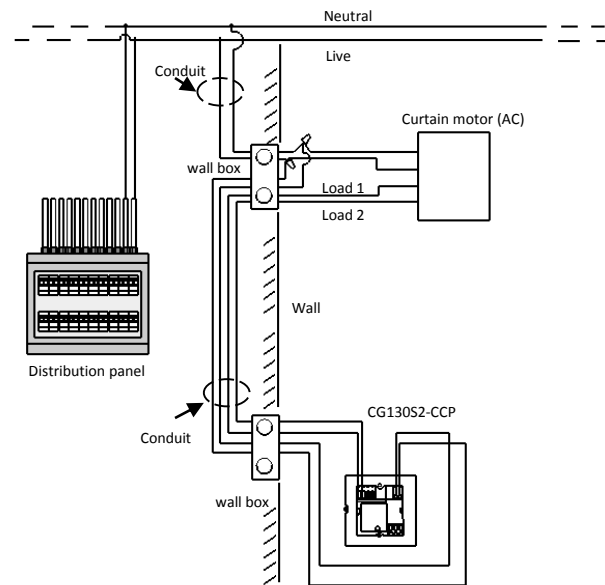 Neutral
Live
Conduit
Curtain motor (AC)
wall box
Load 1
Load 2
Wall
Distribution panel
CG130S2-CCP
Conduit
wall box